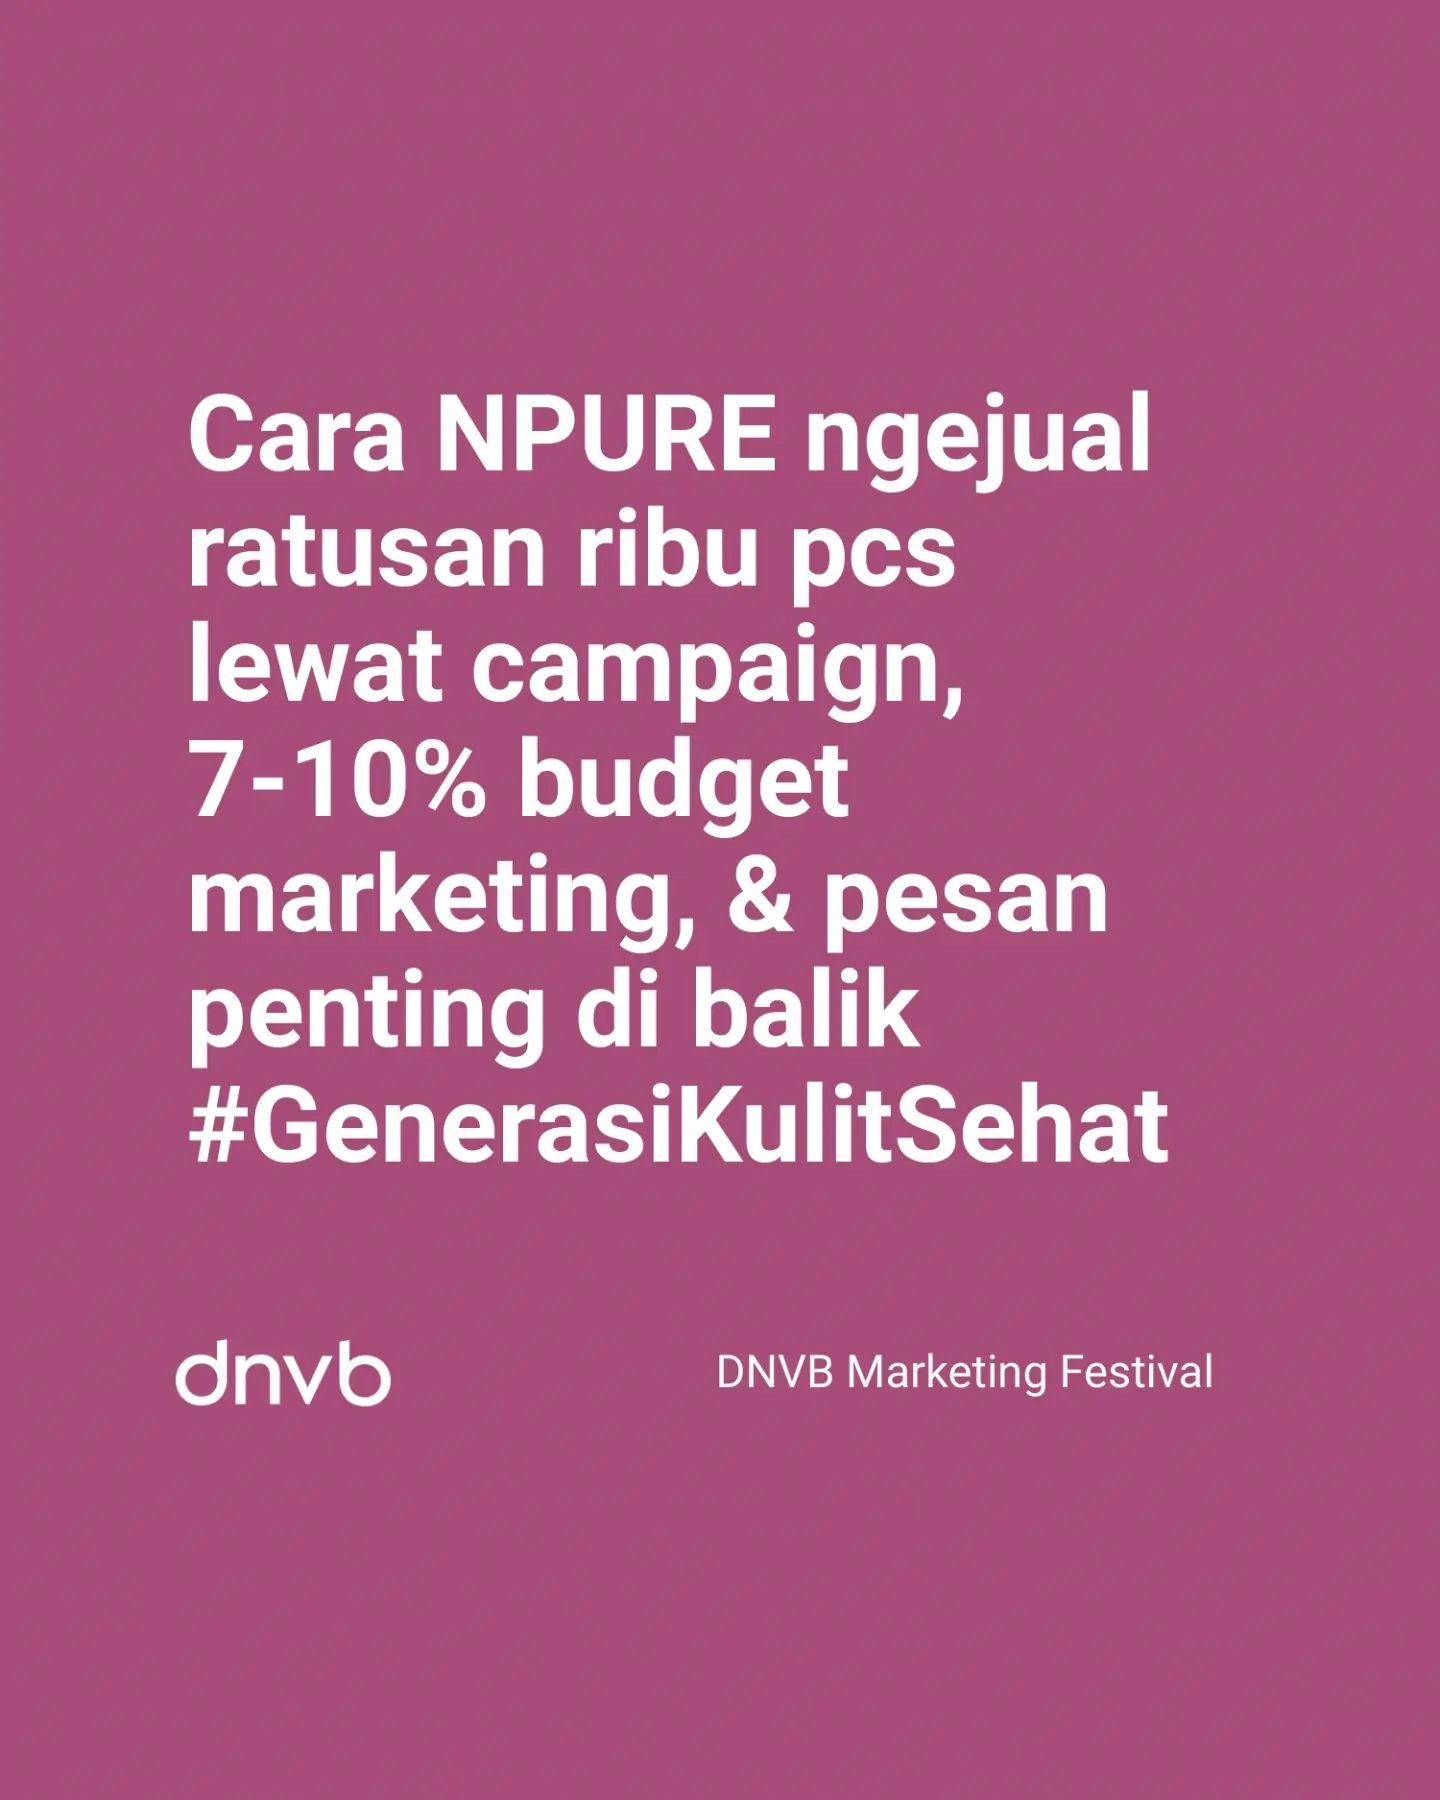 Cara NPURE ngejual
ratusan ribu pcs
lewat campaign,
7-10% budget
marketing, & pesan
penting di balik
#GenerasiKulitSehat
dnvb
DNVB Marketing Festival